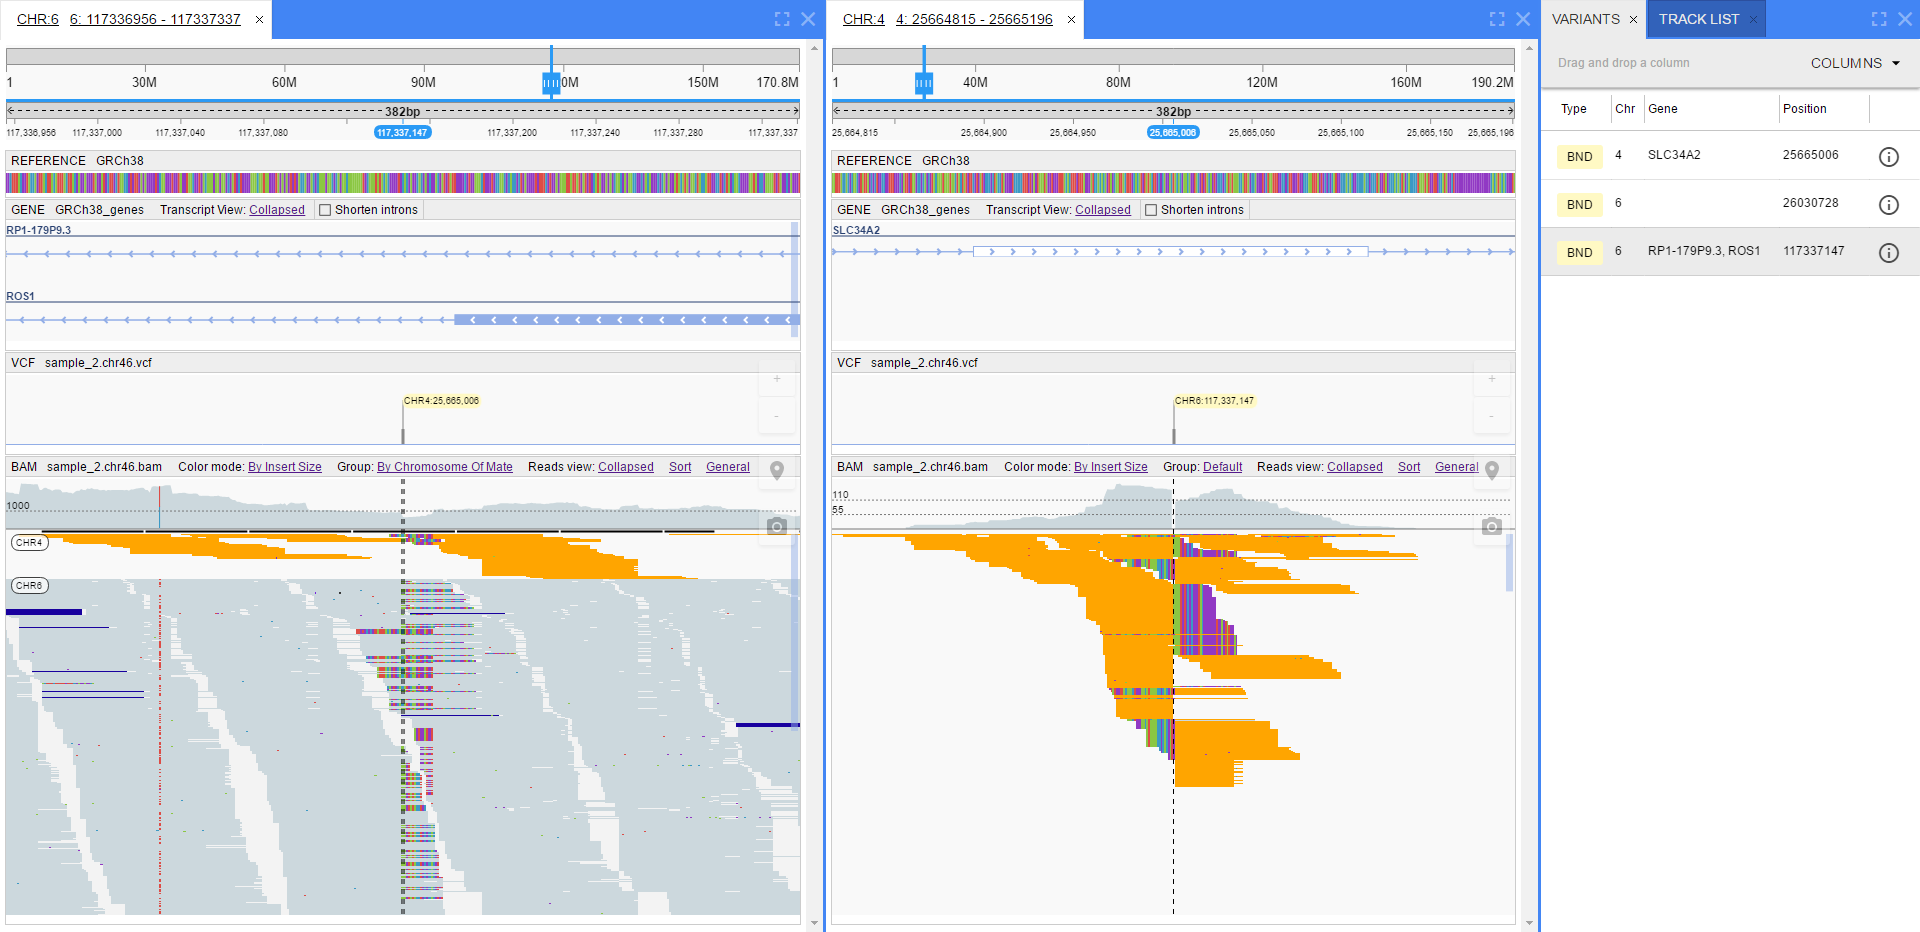 CHR:6 6: 117336956 - 117337337 ×
1 30M 60M 90M 0M 150M 170.8M
382bp
117,336,956 117,337,000 117,337,040 117,337,080 117,337,147 117,337,200 117,337,240 117,337,280 117,337,337
REFERENCE GRCh38
GENE GRCh38_genes Transcript View: Collapsed Shorten introns
RP1-179P9.3
ROS1
VCF sample_2.chr46.vcf
+
CHR4:25,665,006
-
BAM sample_2.chr46.bam Color mode: By Insert Size Group: By Chromosome Of Mate Reads view: Collapsed Sort General
1000
CHR4
CHR6
CHR:4 4: 25664815 - 25665196 ×
1 40M 80M 120M 160M 190.2M
382bp
25,664,815 25,664,900 25,664,950 25,665,006 25,665,050 25,665,100 25,665,150 25,665,196
REFERENCE GRCh38
GENE GRCh38_genes Transcript View: Collapsed Shorten introns
SLC34A2
VCF sample_2.chr46.vcf
+
CHR6:117,337,147
-
BAM sample_2.chr46.bam Color mode: By Insert Size Group: Default Reads view: Collapsed Sort General
110
55
VARIANTS × TRACK LIST ×
Drag and drop a column COLUMNS
Type Chr Gene Position
BND 4 SLC34A2 25665006
BND 6 26030728
BND 6 RP1-179P9.3, ROS1 117337147